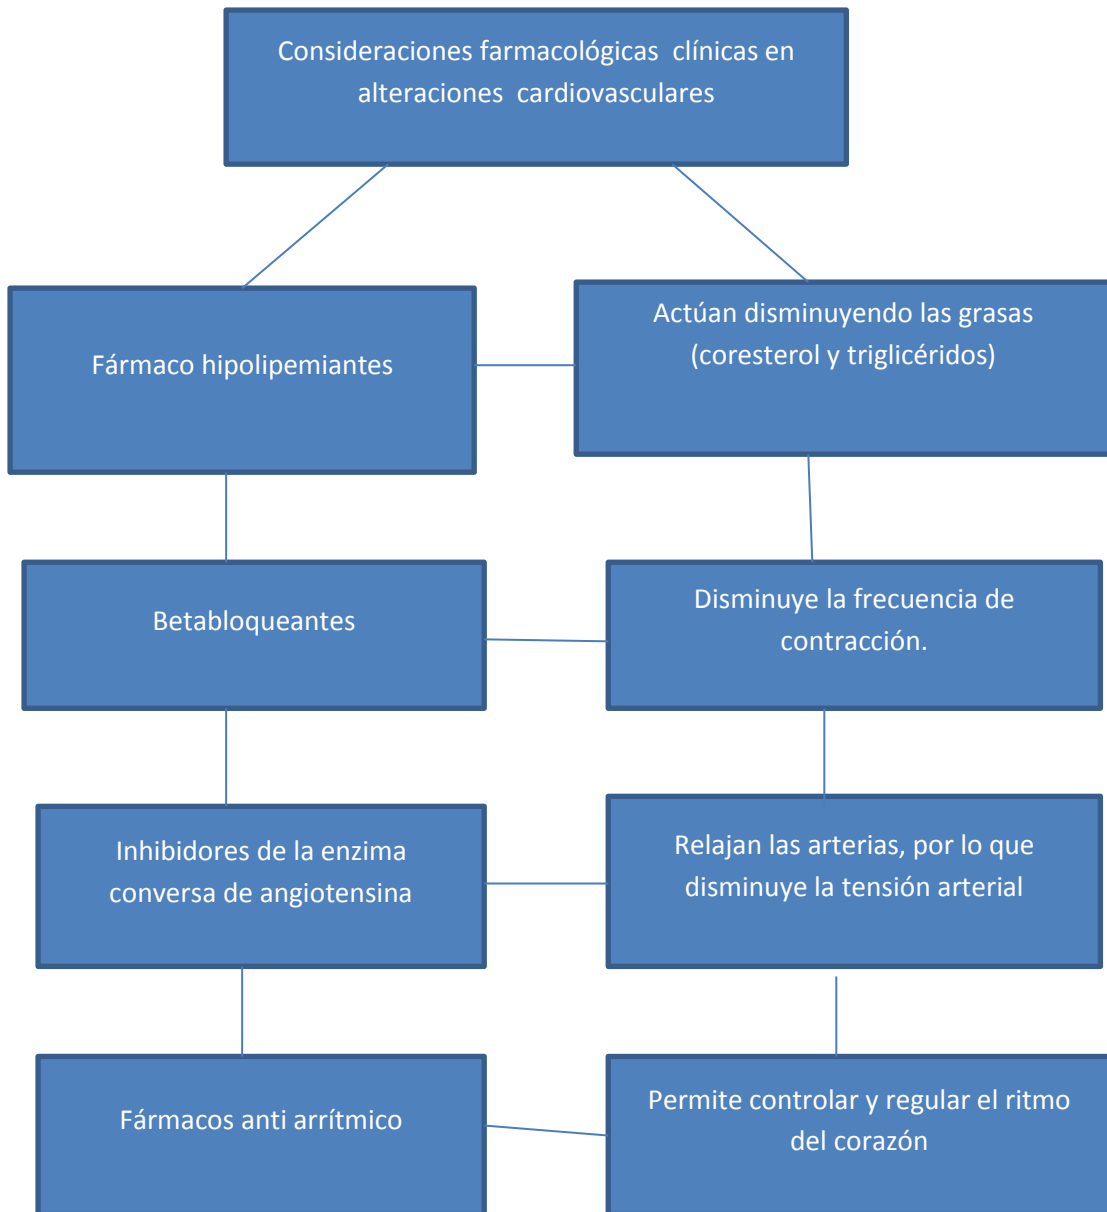 Consideraciones farmacológicas  clínicas en
alteraciones  cardiovasculares
Fármaco hipolipemiantes
Actúan disminuyendo las grasas
(coresterol y triglicéridos)
Betabloqueantes
Disminuye la frecuencia de
contracción.
Inhibidores de la enzima
conversa de angiotensina
Relajan las arterias, por lo que
disminuye la tensión arterial
Fármacos anti arrítmico
Permite controlar y regular el ritmo
del corazón